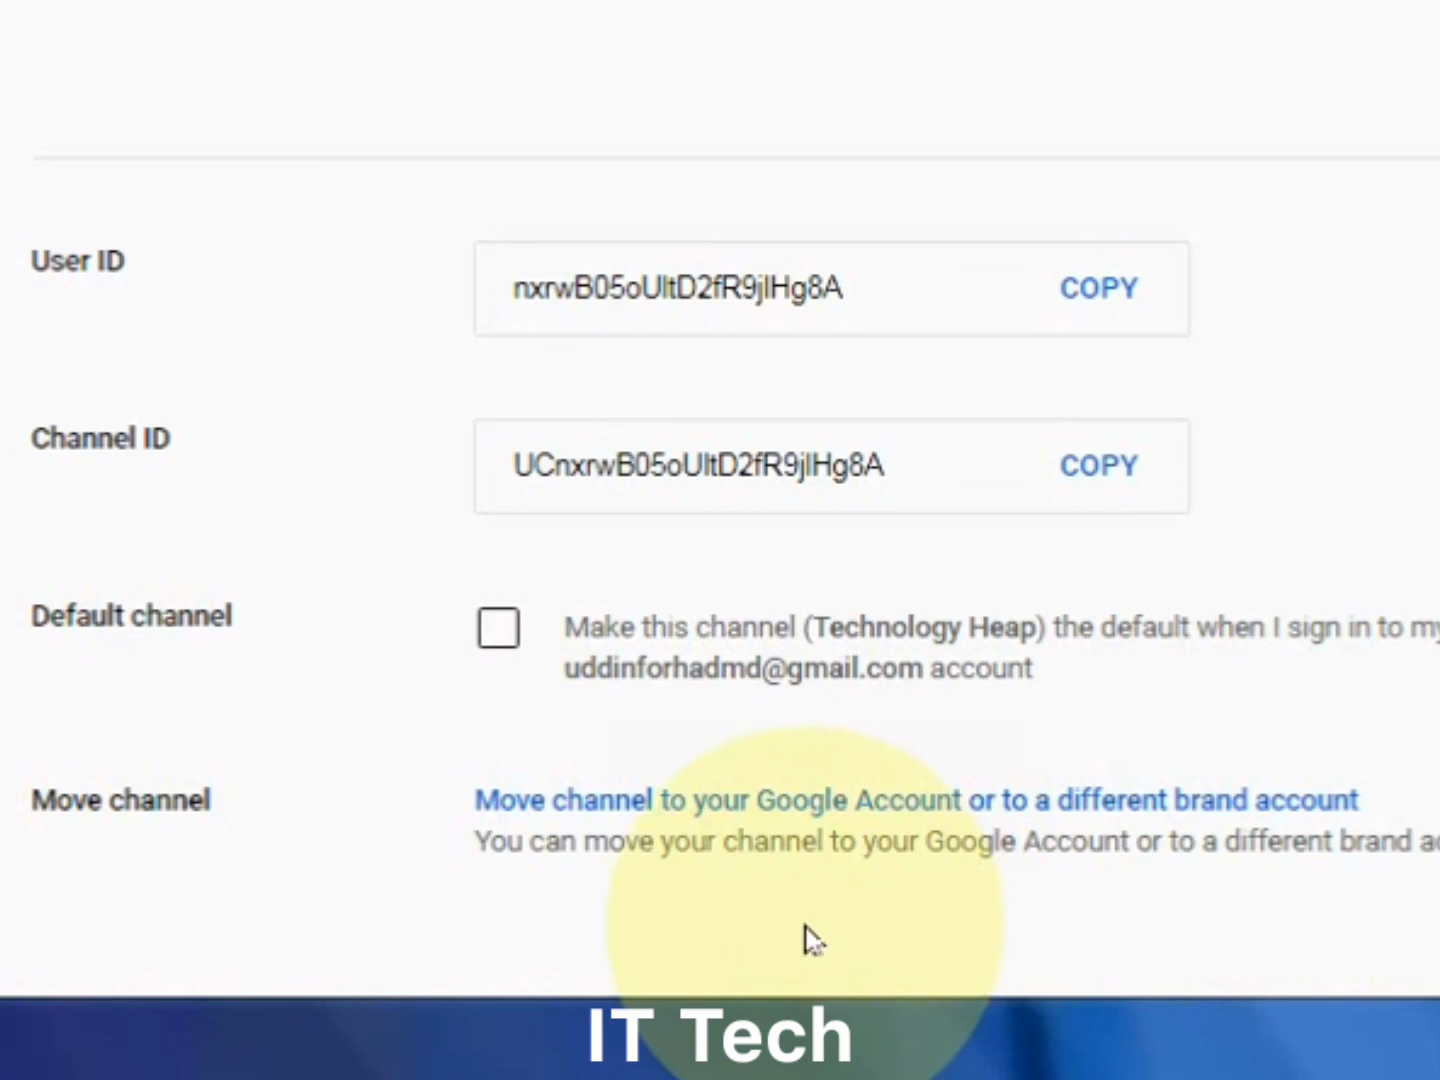 User ID
nxrwB05oUltD2fR9jlHg8A
COPY
Channel ID
UCnxrwB05oUltD2fR9jlHg8A
COPY
Default channel
Make this channel (Technology Heap) the default when I sign in to my
uddinforhadmd@gmail.com account
Move channel
Move channel to your Google Account or to a different brand account
You can move your channel to your Google Account or to a different brand
IT Tech